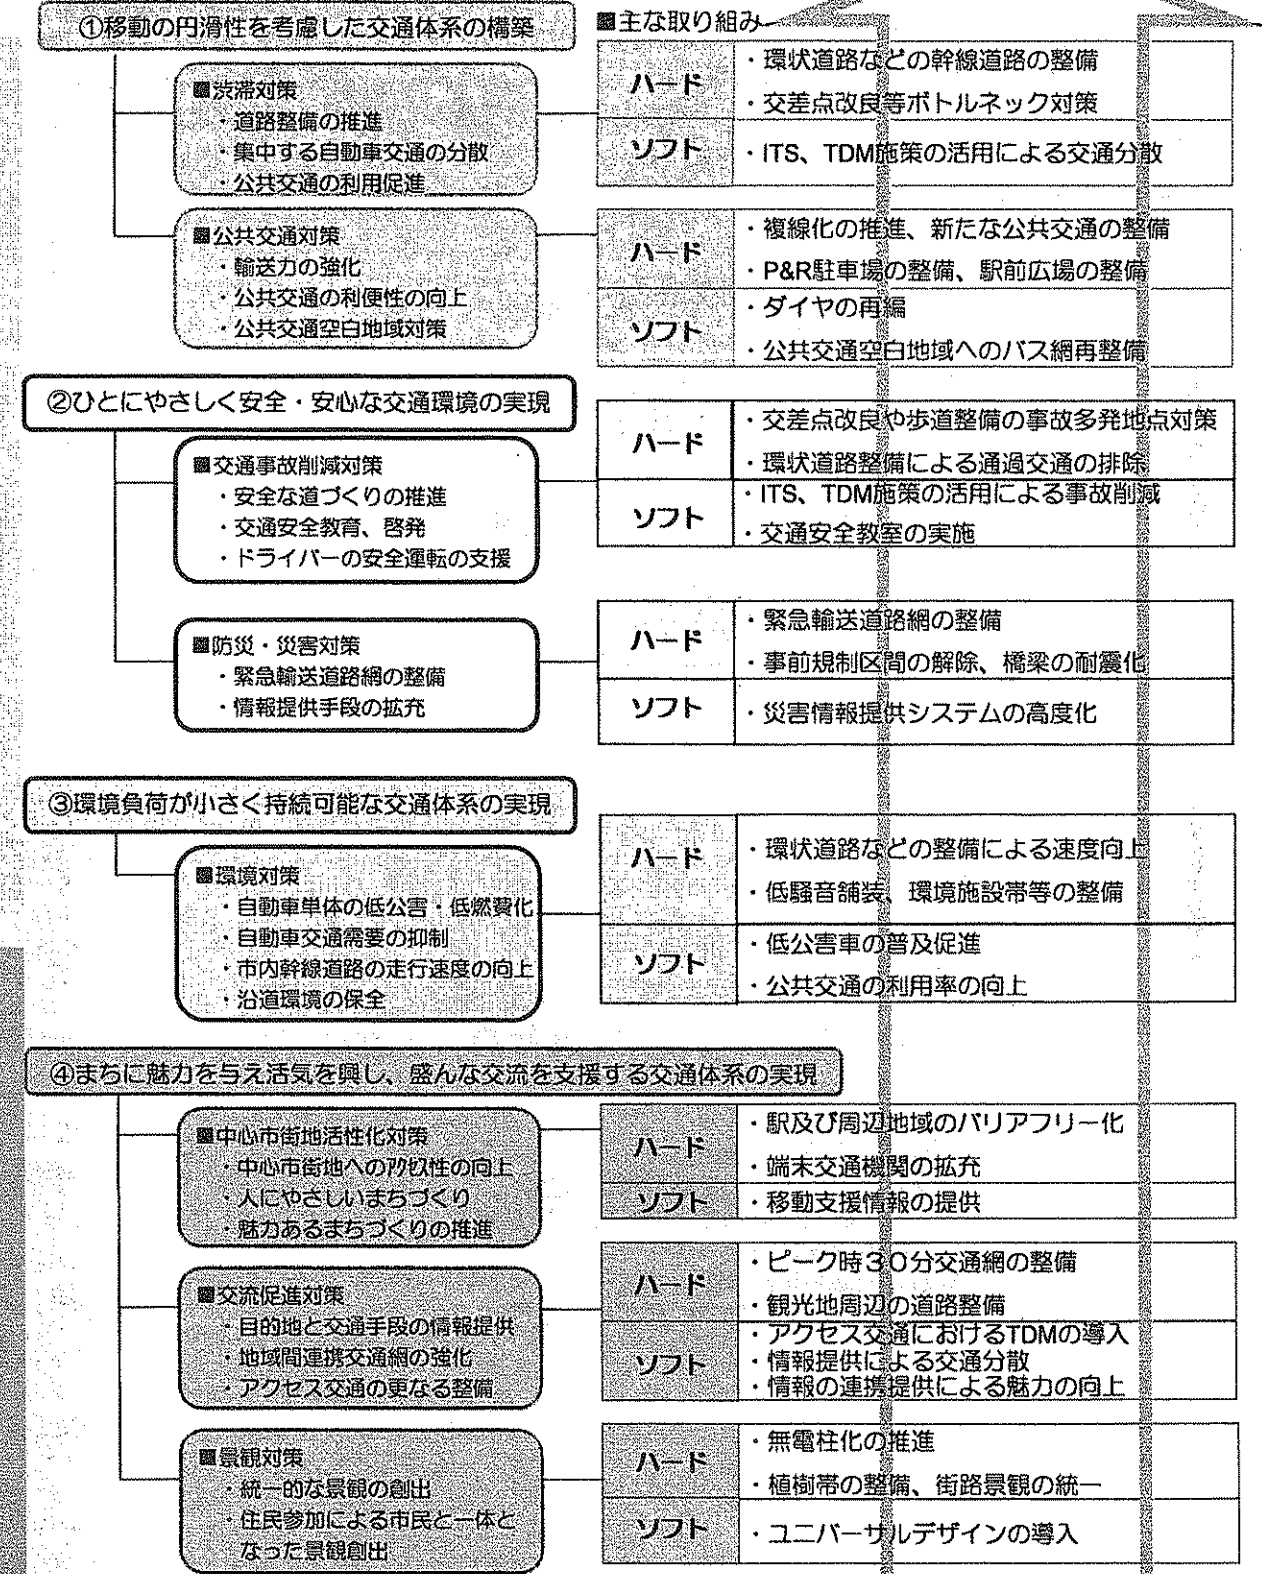 ①移動の円滑性を考慮した交通体系の構築
■主な取り組み
■渋滞対策
・道路整備の推進
・集中する自動車交通の分散
・公共交通の利用促進
ハード
・環状道路などの幹線道路の整備
・交差点改良等ボトルネック対策
ソフト
・ITS、TDM施策の活用による交通分散
■公共交通対策
・輸送力の強化
・公共交通の利便性の向上
・公共交通空白地域対策
ハード
・複線化の推進、新たな公共交通の整備
・P&R駐車場の整備、駅前広場の整備
ソフト
・ダイヤの再編
・公共交通空白地域へのバス網再整備
②ひとにやさしく安全・安心な交通環境の実現
■交通事故削減対策
・安全な道づくりの推進
・交通安全教育、啓発
・ドライバーの安全運転の支援
ハード
・交差点改良や歩道整備の事故多発地点対策
・環状道路整備による通過交通の排除
ソフト
・ITS、TDM施策の活用による事故削減
・交通安全教室の実施
■防災・災害対策
・緊急輸送道路網の整備
・情報提供手段の拡充
ハード
・緊急輸送道路網の整備
・事前規制区間の解除、橋梁の耐震化
ソフト
・災害情報提供システムの高度化
③環境負荷が小さく持続可能な交通体系の実現
■環境対策
・自動車単体の低公害・低燃費化
・自動車交通需要の抑制
・市内幹線道路の走行速度の向上
・沿道環境の保全
ハード
・環状道路などの整備による速度向上
・低騒音舗装、環境施設帯等の整備
ソフト
・低公害車の普及促進
・公共交通の利用率の向上
④まちに魅力を与え活気を興し、盛んな交流を支援する交通体系の実現
■中心市街地活性化対策
・中心市街地へのアクセス性の向上
・人にやさしいまちづくり
・魅力あるまちづくりの推進
ハード
・駅及び周辺地域のバリアフリー化
・端末交通機関の拡充
ソフト
・移動支援情報の提供
■交流促進対策
・目的地と交通手段の情報提供
・地域間連携交通網の強化
・アクセス交通の更なる整備
ハード
・ピーク時30分交通網の整備
・観光地周辺の道路整備
ソフト
・アクセス交通におけるTDMの導入
・情報提供による交通分散
・情報の連携提供による魅力の向上
■景観対策
・統一的な景観の創出
・住民参加による市民と一体と
なった景観創出
ハード
・無電柱化の推進
・植樹帯の整備、街路景観の統一
ソフト
・ユニバーサルデザインの導入